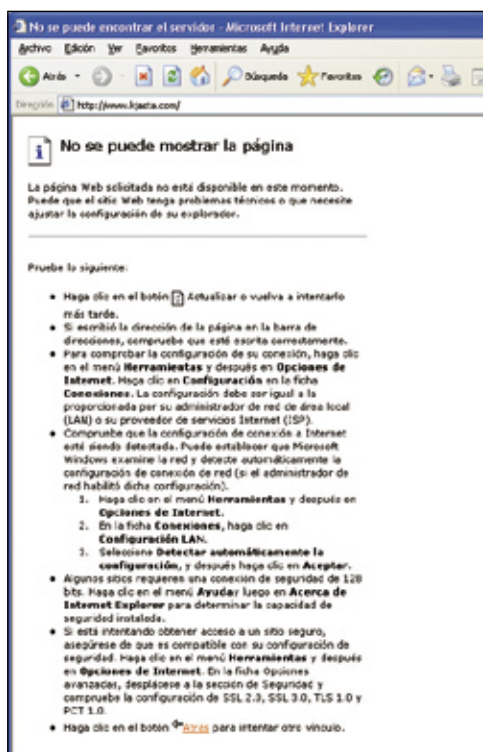 No se puede encontrar el servidor - Microsoft Internet Explorer
Archivo Edición Ver Favoritos Herramientas Ayuda
Atrás Búsqueda Favoritos
Dirección http://www.kjasta.com/
No se puede mostrar la página
La página Web solicitada no está disponible en este momento.
Puede que el sitio Web tenga problemas técnicos o que necesite
ajustar la configuración de su explorador.
Pruebe lo siguiente:
• Haga clic en el botón Actualizar o vuelva a intentarlo
más tarde.
• Si escribió la dirección de la página en la barra de
direcciones, compruebe que esté escrita correctamente.
• Para comprobar la configuración de su conexión, haga clic
en el menú Herramientas y después en Opciones de
Internet. Haga clic en Configuración en la ficha
Conexiones. La configuración debe ser igual a la
proporcionada por su administrador de red de área local
(LAN) o su proveedor de servicios Internet (ISP).
• Compruebe que la configuración de conexión a Internet
está siendo detectada. Puede establecer que Microsoft
Windows examine la red y detecte automáticamente la
configuración de conexión de red (si el administrador de
red habilitó dicha configuración).
1. Haga clic en el menú Herramientas y después en
Opciones de Internet.
2. En la ficha Conexiones, haga clic en
Configuración LAN.
3. Seleccione Detectar automáticamente la
configuración, y después haga clic en Aceptar.
• Algunos sitios requieren una conexión de seguridad de 128
bits. Haga clic en el menú Ayuda y luego en Acerca de
Internet Explorer para determinar la capacidad de
seguridad instalada.
• Si está intentando obtener acceso a un sitio seguro,
asegúrese de que es compatible con su configuración de
seguridad. Haga clic en el menú Herramientas y después
en Opciones de Internet. En la ficha Opciones
avanzadas, desplácese a la sección de Seguridad y
compruebe la configuración de SSL 2.0, SSL 3.0, TLS 1.0 y
PCT 1.0.
• Haga clic en el botón Atrás para intentar otro vínculo.